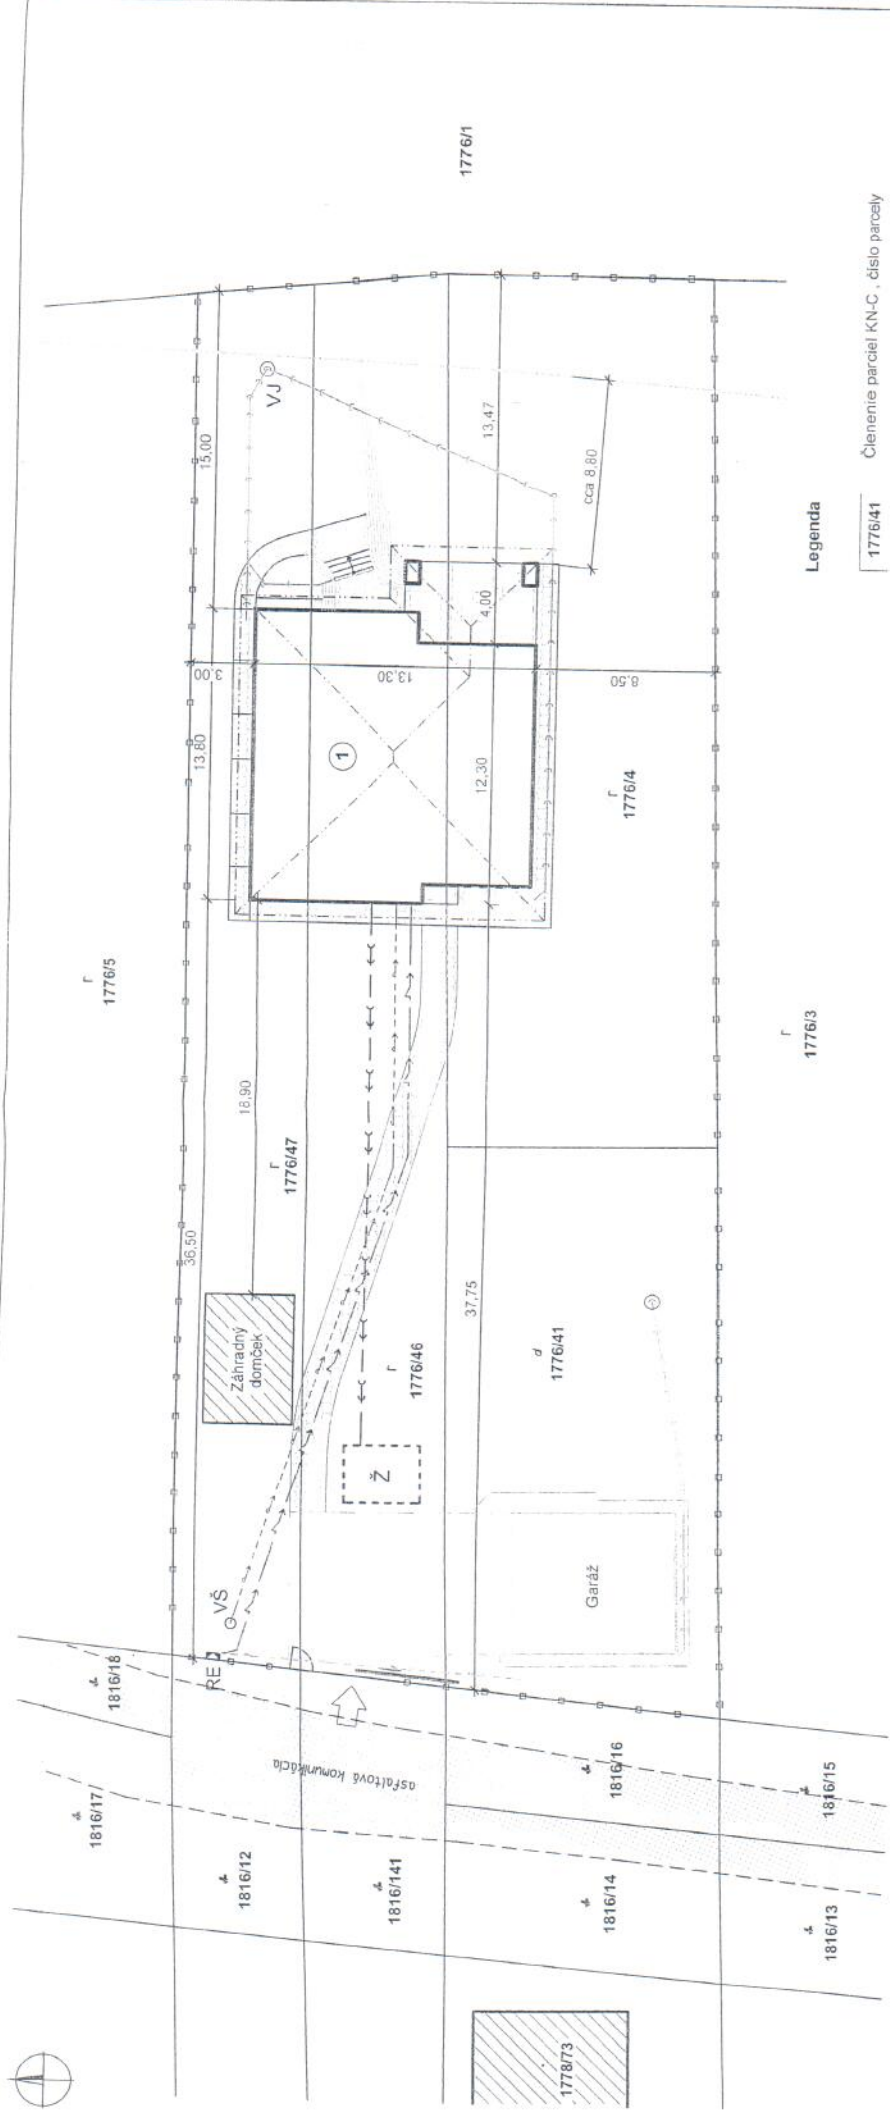 1776/1
15,00
VJ
13,47
cca 8,80
Legenda
1776/41
Členenie parciel KN-C , číslo parcely
3,00
13,80
13,30
4,00
8,50
1
12,30
r
1776/4
r
1776/5
18,90
r
1776/47
r
1776/3
36,50
Záhradný
domček
r
1776/46
37,75
d
1776/41
Ž
VŠ
RE
Garáž
asfaltová komunikácia
1816/18
1816/17
1816/12
1816/141
1816/16
1816/14
1816/15
1816/13
1778/73